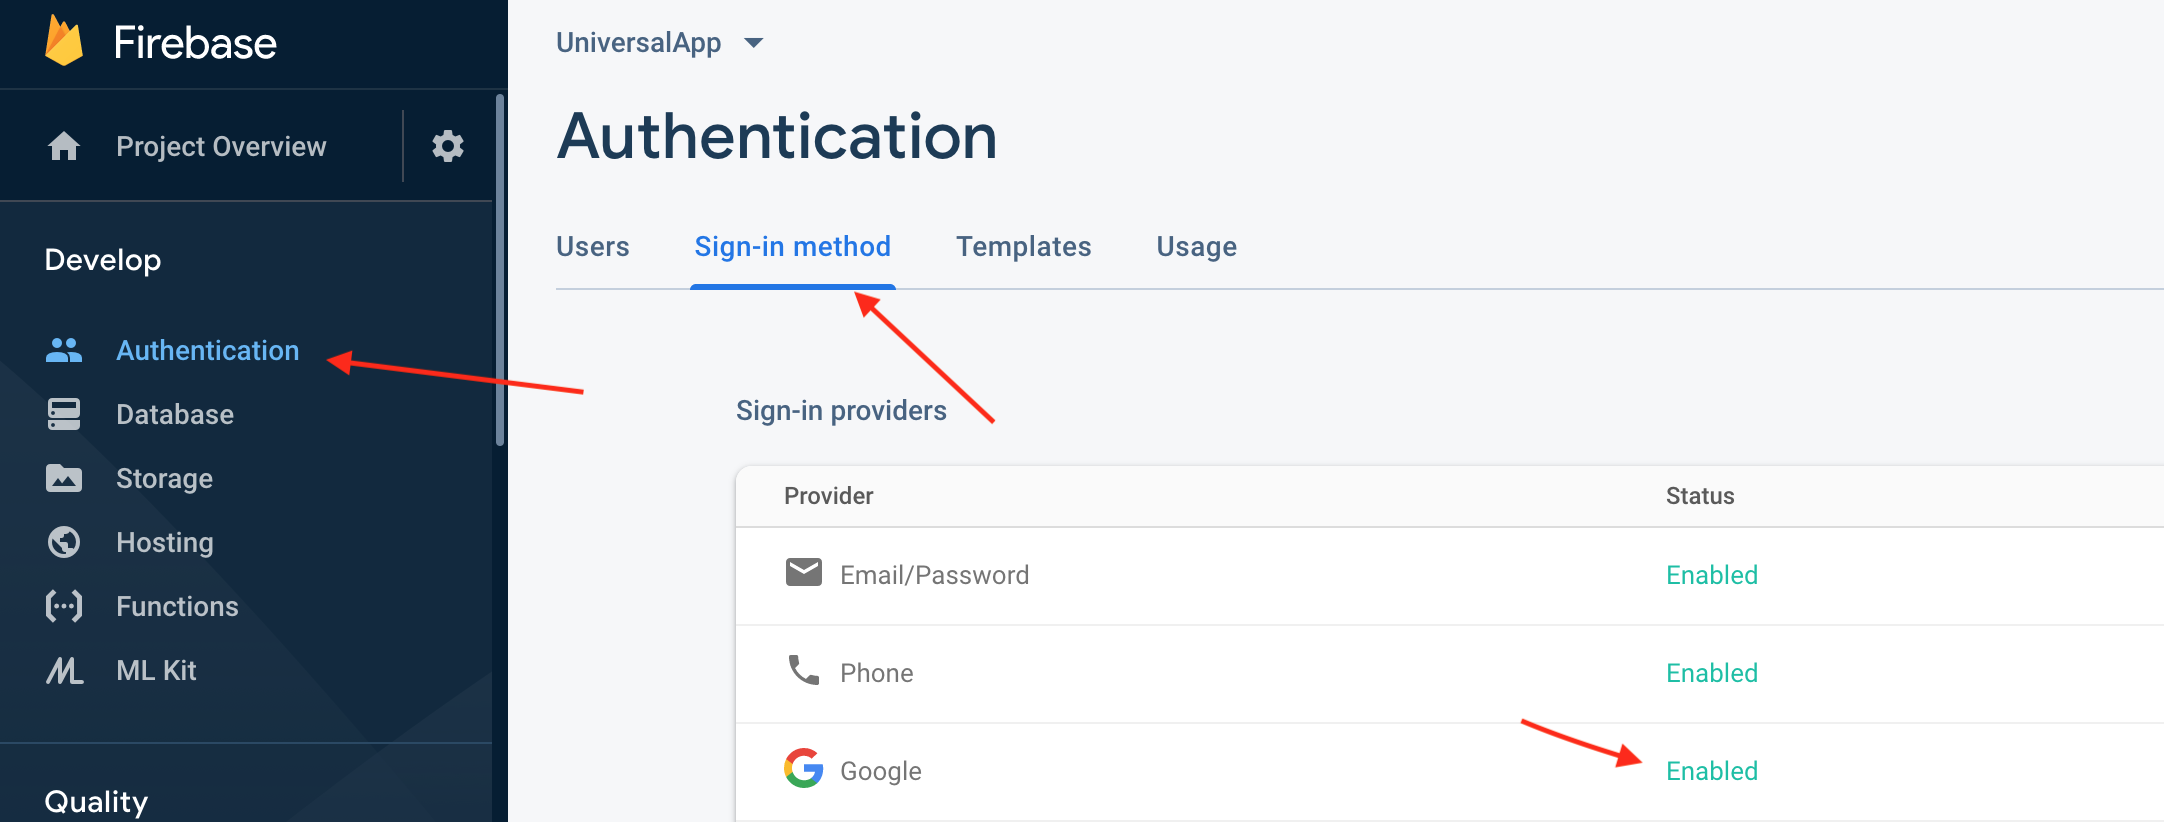 Firebase
Project Overview
Develop
Authentication
Database
Storage
Hosting
Functions
ML Kit
Quality
UniversalApp
Authentication
Users Sign-in method Templates Usage
Sign-in providers
Provider Status
Email/Password Enabled
Phone Enabled
Google Enabled